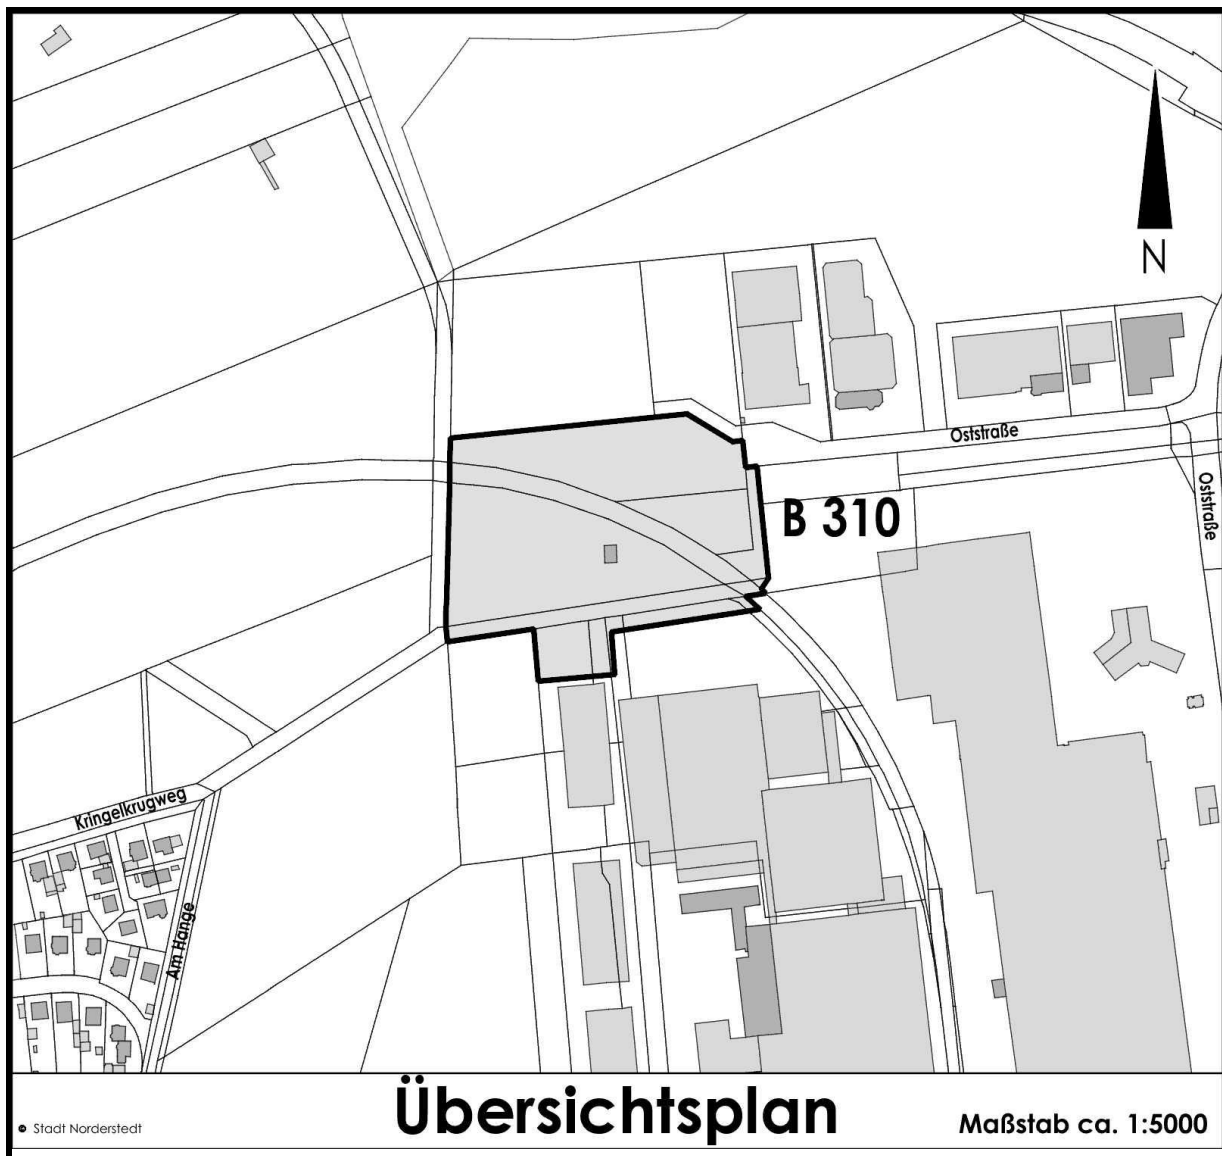 N
Oststraße
Oststraße
B 310
Kringelkrugweg
Am Hange
© Stadt Norderstedt
Übersichtsplan
Maßstab ca. 1:5000